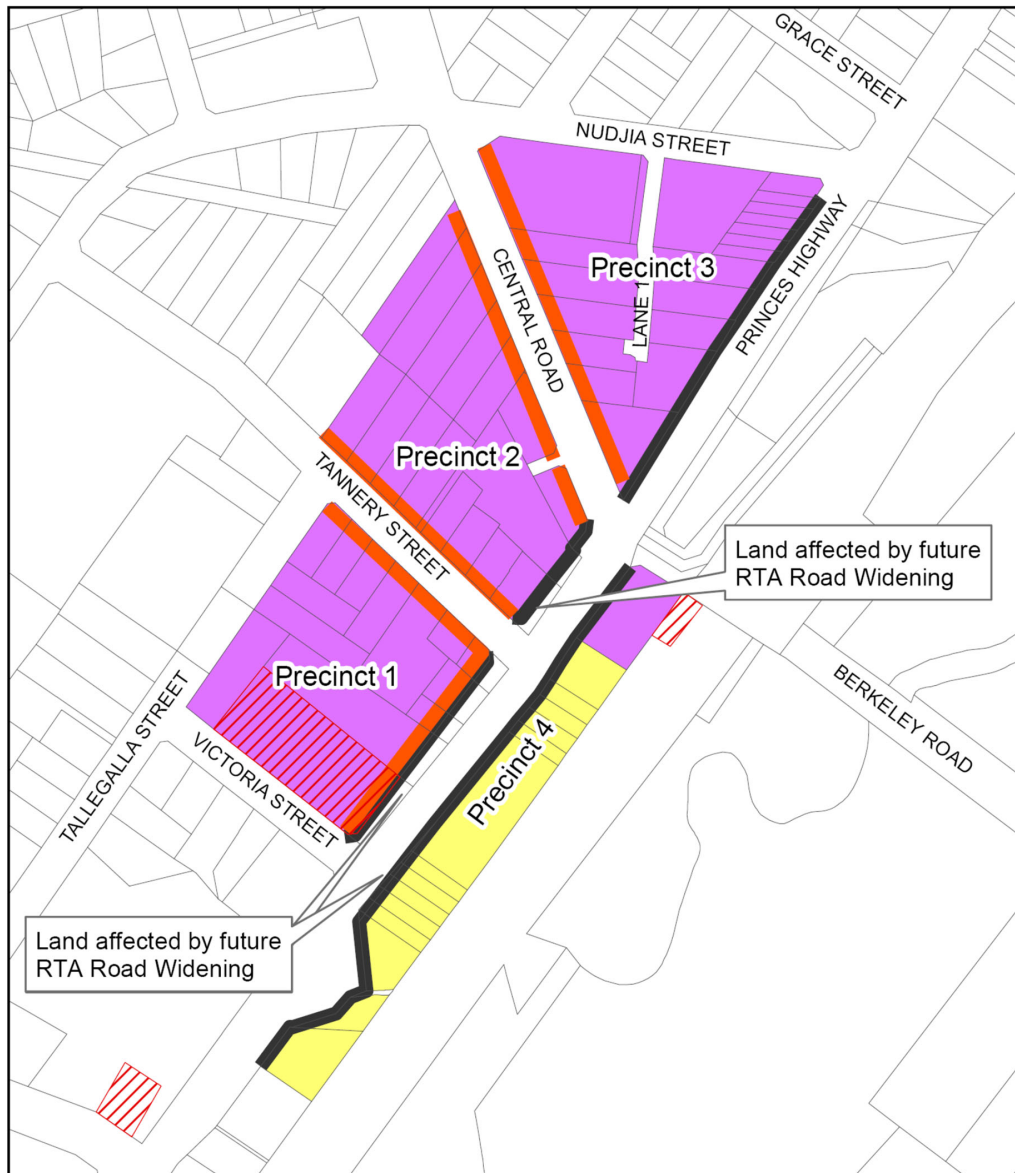 GRACE STREET
NUDJIA STREET
PRINCES HIGHWAY
Precinct 3
LANE 1
CENTRAL ROAD
Precinct 2
TANNERY STREET
Land affected by future
RTA Road Widening
Precinct 1
BERKELEY ROAD
TALLEGALLA STREET
VICTORIA STREET
Precinct 4
Land affected by future
RTA Road Widening